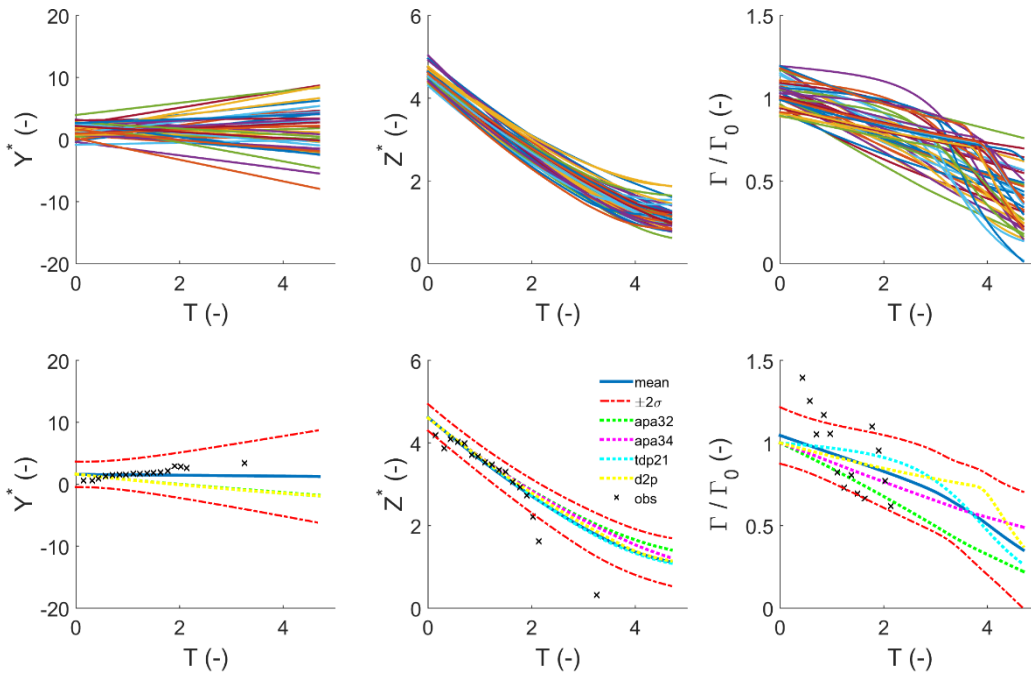 20
10
0
-10
-20
Y* (-)
0
2
4
T (-)
6
4
2
0
Z* (-)
0
2
4
T (-)
1.5
1
0.5
0
Γ / Γ₀ (-)
0
2
4
T (-)
20
10
0
-10
-20
Y* (-)
0
2
4
T (-)
6
4
2
0
Z* (-)
mean
±2σ
apa32
apa34
tdp21
d2p
obs
0
2
4
T (-)
1.5
1
0.5
0
Γ / Γ₀ (-)
0
2
4
T (-)